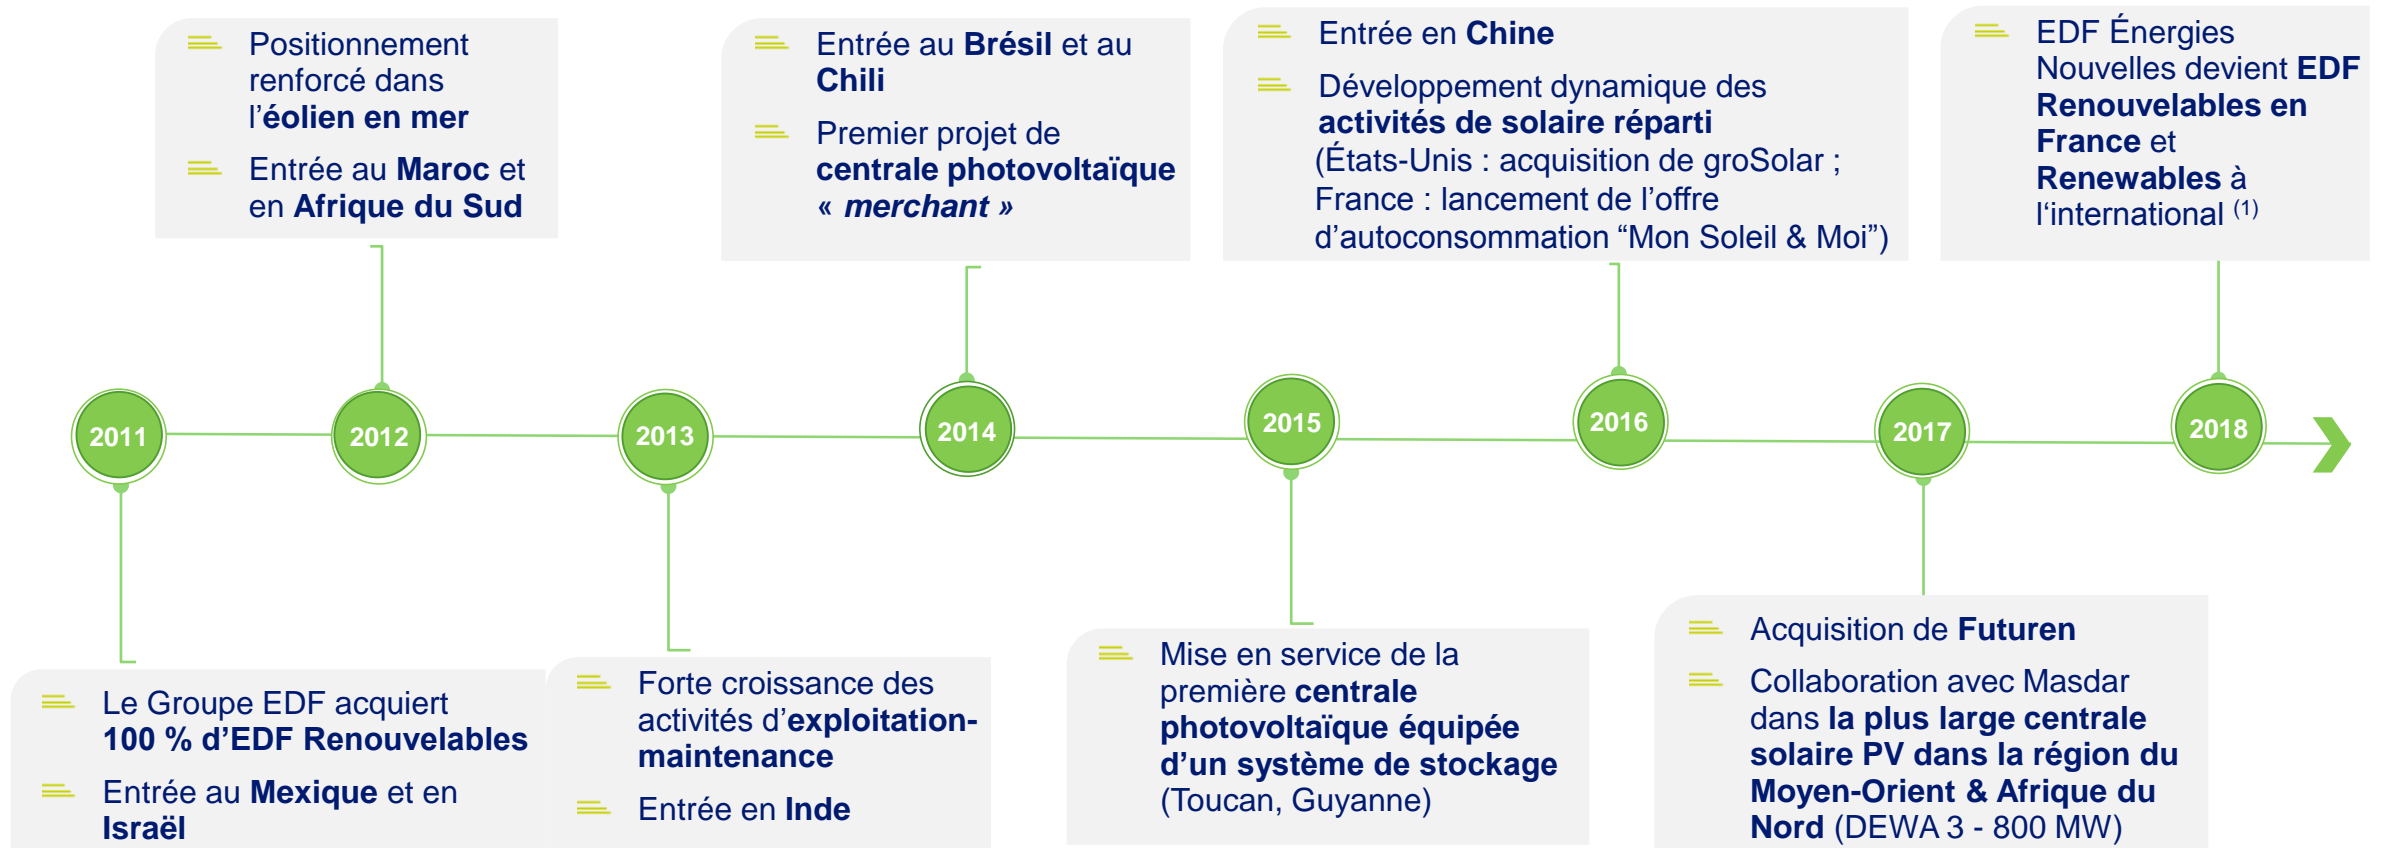 Positionnement
renforcé dans
l’éolien en mer
Entrée au Maroc et
en Afrique du Sud
Entrée au Brésil et au
Chili
Premier projet de
centrale photovoltaïque
« merchant »
Entrée en Chine
Développement dynamique des
activités de solaire réparti
(États-Unis : acquisition de groSolar ;
France : lancement de l’offre
d’autoconsommation “Mon Soleil & Moi”)
EDF Énergies
Nouvelles devient EDF
Renouvelables en
France et
Renewables à
l‘international (1)
2011
2012
2013
2014
2015
2016
2017
2018
Le Groupe EDF acquiert
100 % d’EDF Renouvelables
Entrée au Mexique et en
Israël
Forte croissance des
activités d’exploitation-
maintenance
Entrée en Inde
Mise en service de la
première centrale
photovoltaïque équipée
d’un système de stockage
(Toucan, Guyanne)
Acquisition de Futuren
Collaboration avec Masdar
dans la plus large centrale
solaire PV dans la région du
Moyen-Orient & Afrique du
Nord (DEWA 3 - 800 MW)